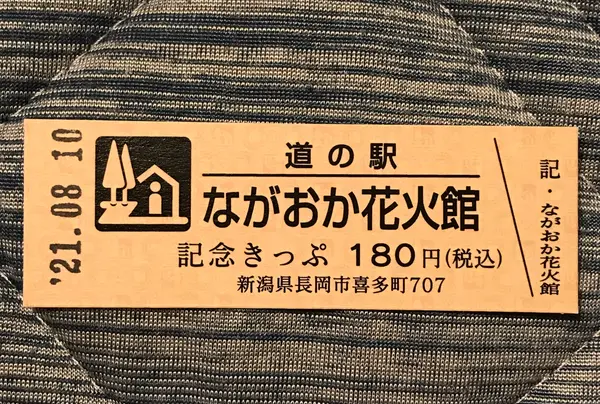 '21.08 10
道の駅
ながおか花火館
記念きっぷ 180円(税込)
新潟県長岡市喜多町707
記・ながおか花火館